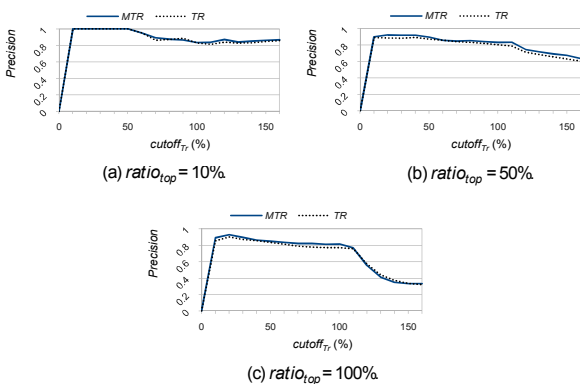 MTR TR
Precision
1
0.8
0.6
0.4
0.2
0
0 50 100 150
cutoffTr (%)
(a) ratiotop = 10%.
MTR TR
Precision
1
0.8
0.6
0.4
0.2
0
0 50 100 150
cutoffTr (%)
(b) ratiotop = 50%.
MTR TR
Precision
1
0.8
0.6
0.4
0.2
0
0 50 100 150
cutoffTr (%)
(c) ratiotop = 100%.